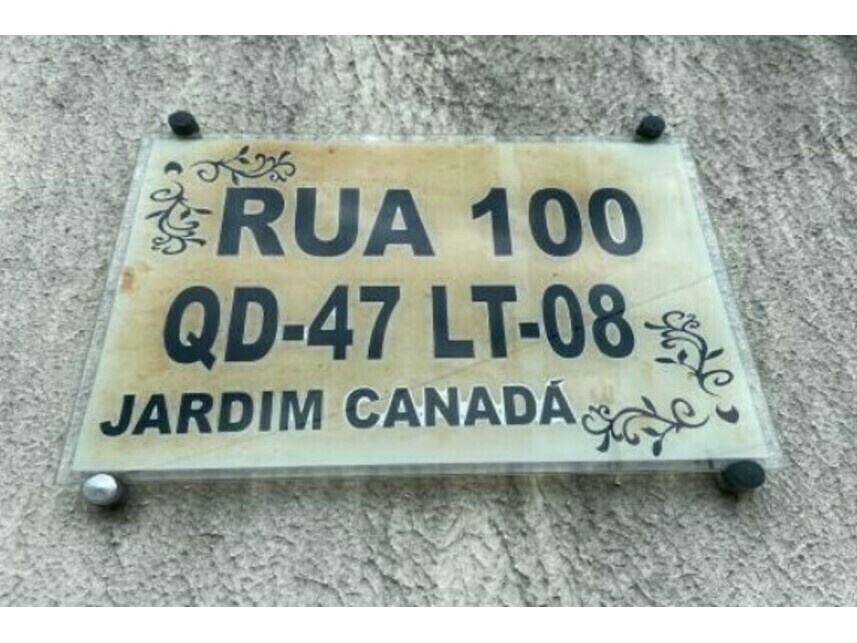 RUA 100
QD-47 LT-08
JARDIM CANADÁ